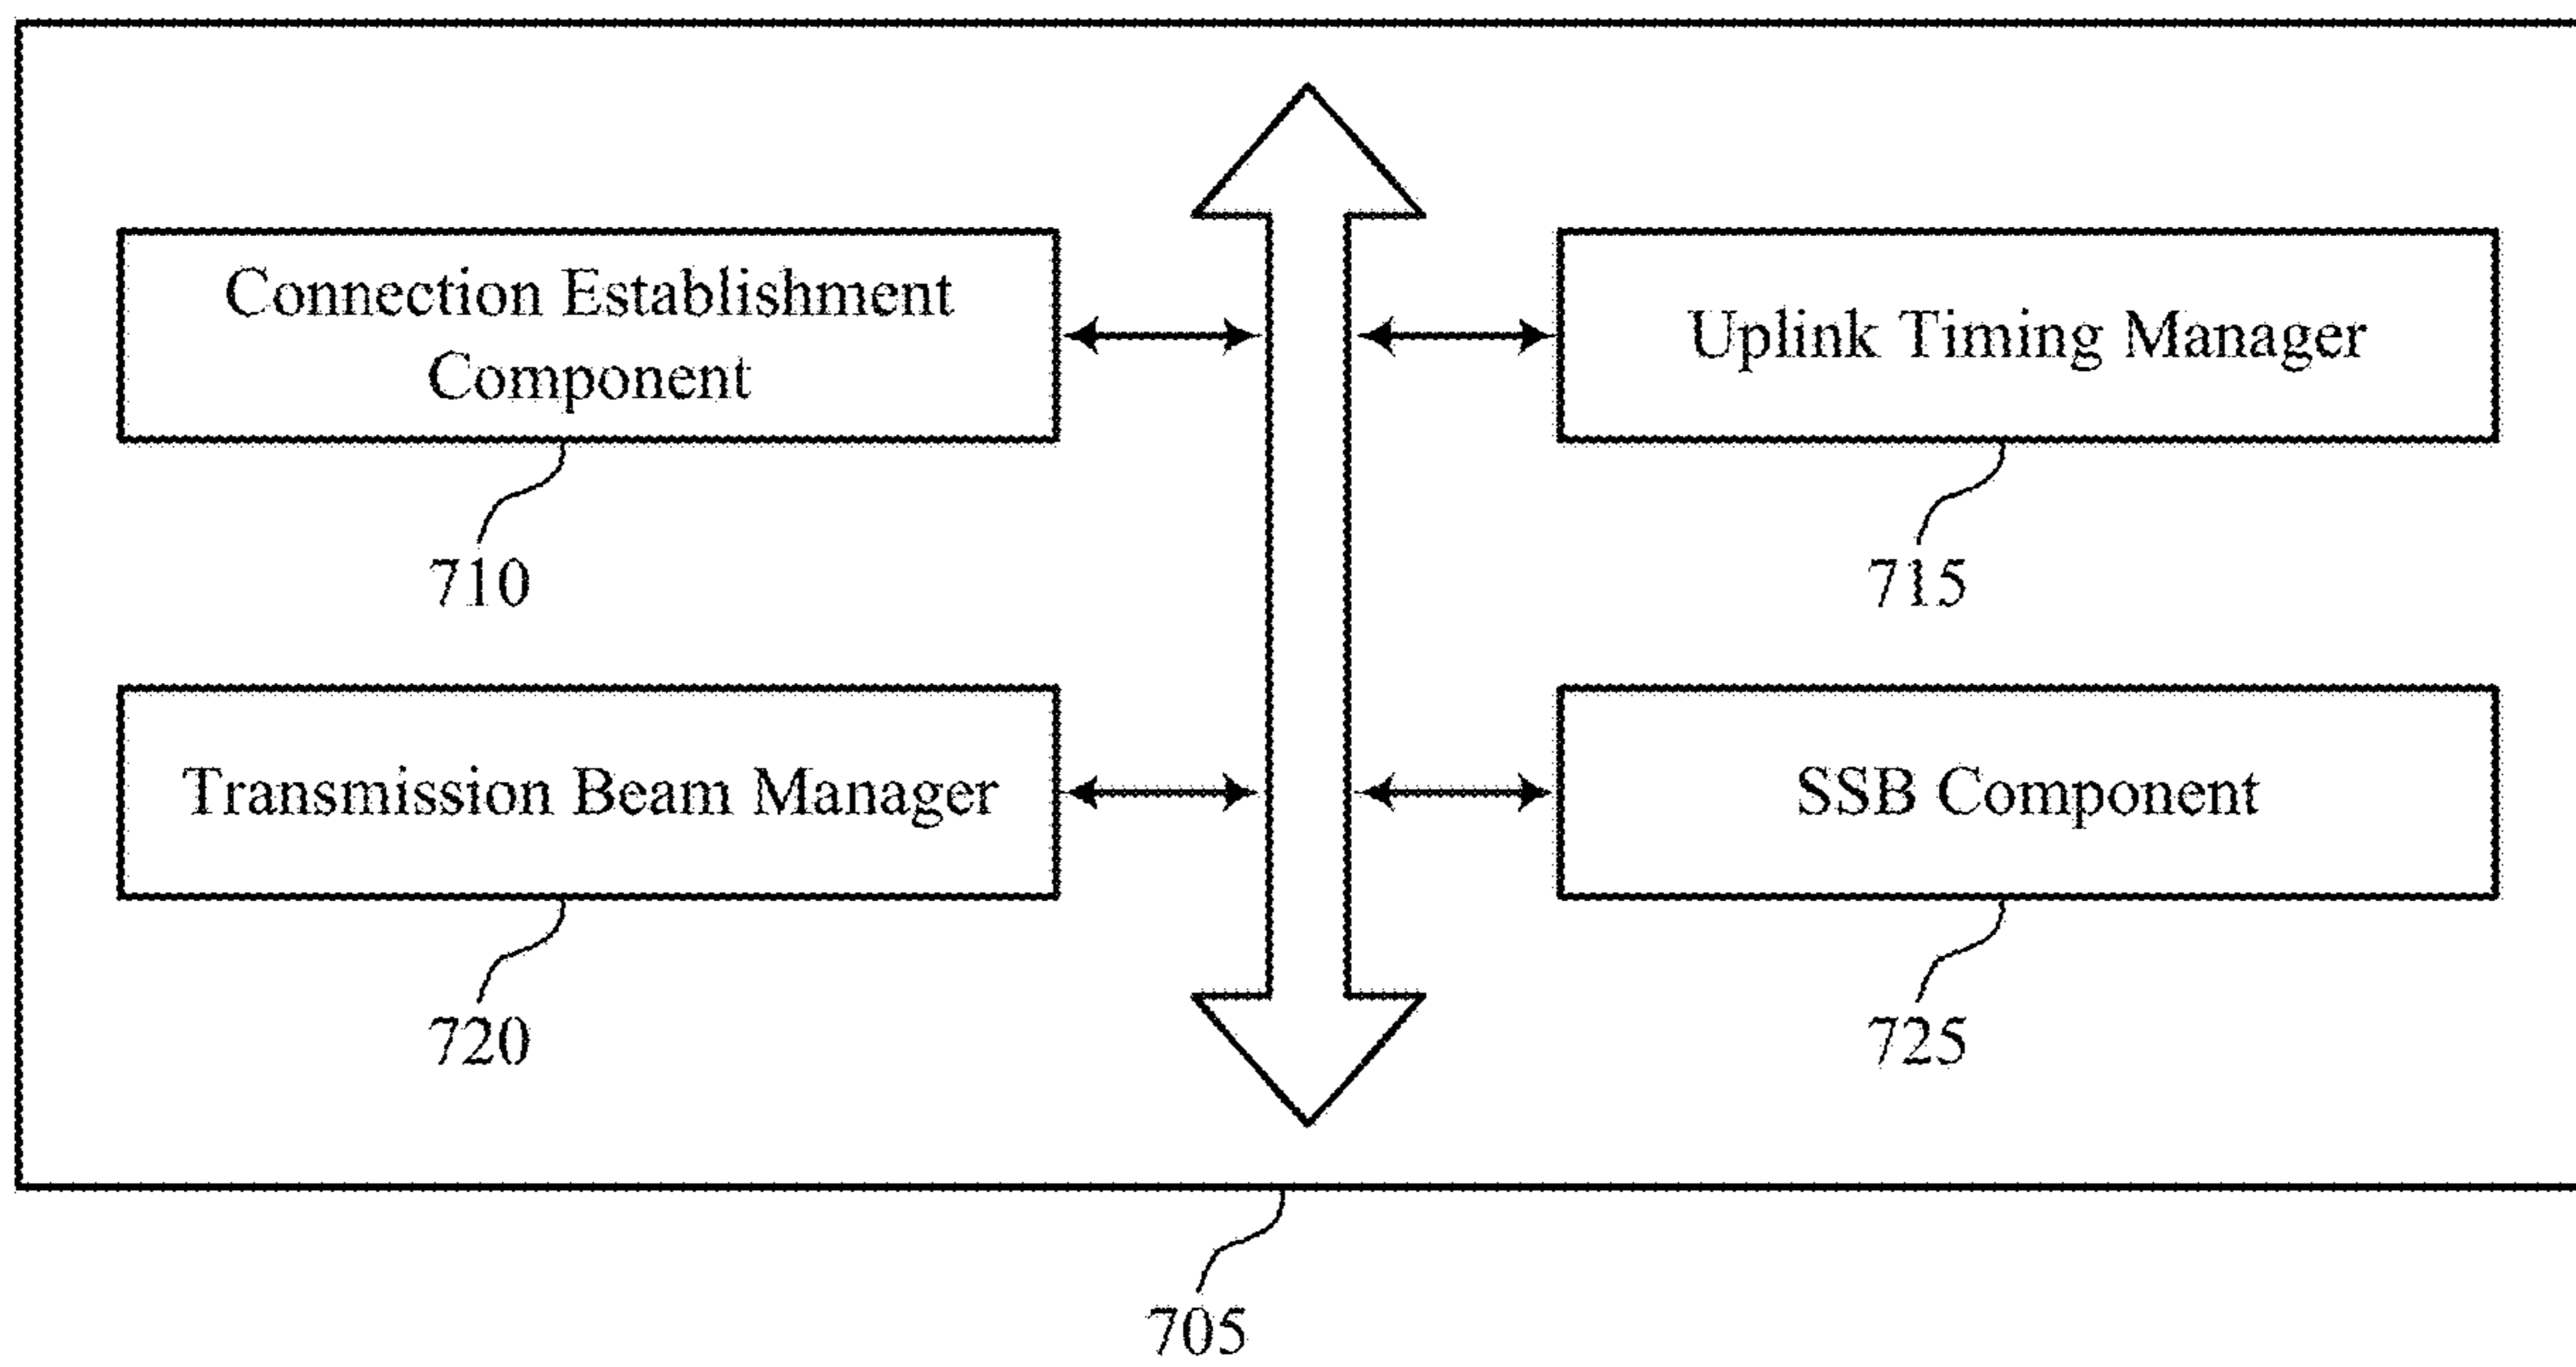 Connection Establishment
Component
710
Uplink Timing Manager
715
Transmission Beam Manager
720
SSB Component
725
705